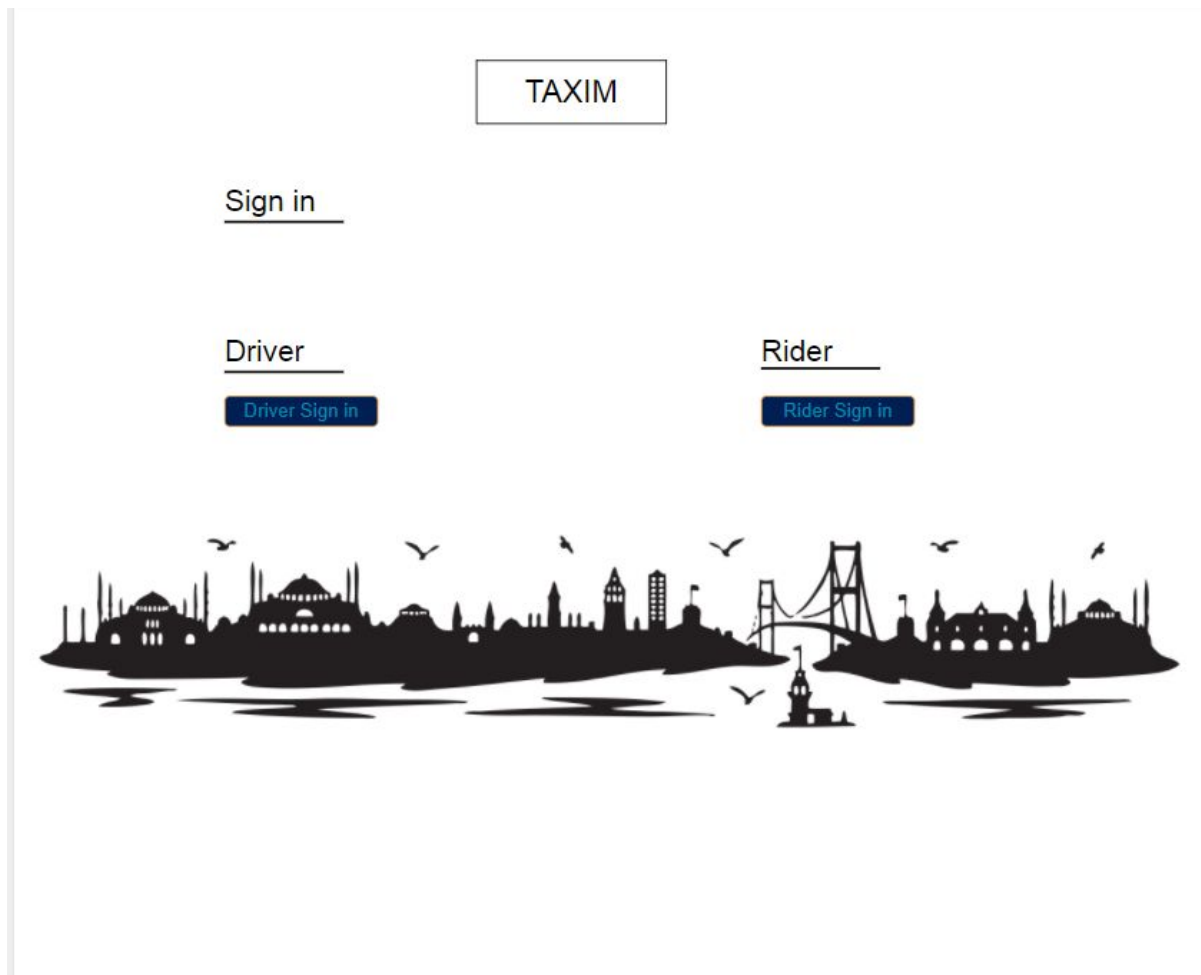 TAXIM
Sign in
Driver
Rider
Driver Sign in
Rider Sign in